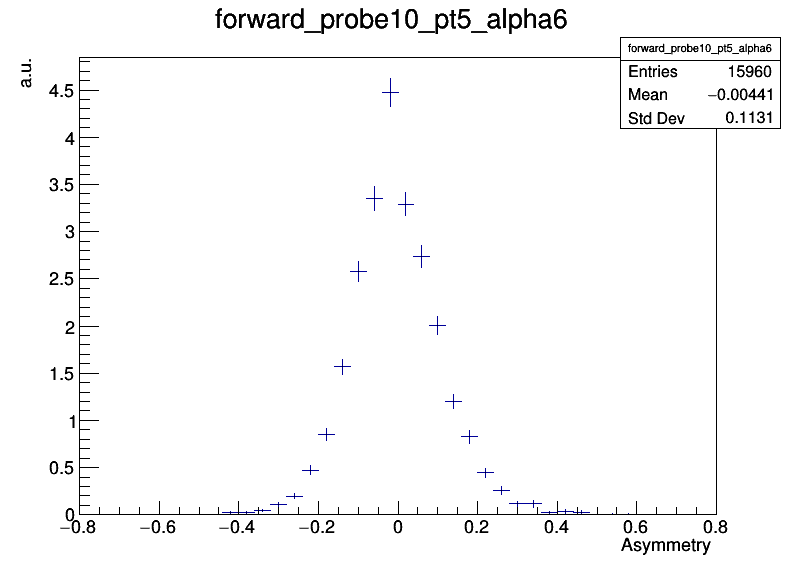 forward_probe10_pt5_alpha6
forward_probe10_pt5_alpha6
Entries 15960
Mean −0.00441
Std Dev 0.1131
a.u.
4.5
4
3.5
3
2.5
2
1.5
1
0.5
0
−0.8 −0.6 −0.4 −0.2 0 0.2 0.4 0.6 0.8
Asymmetry